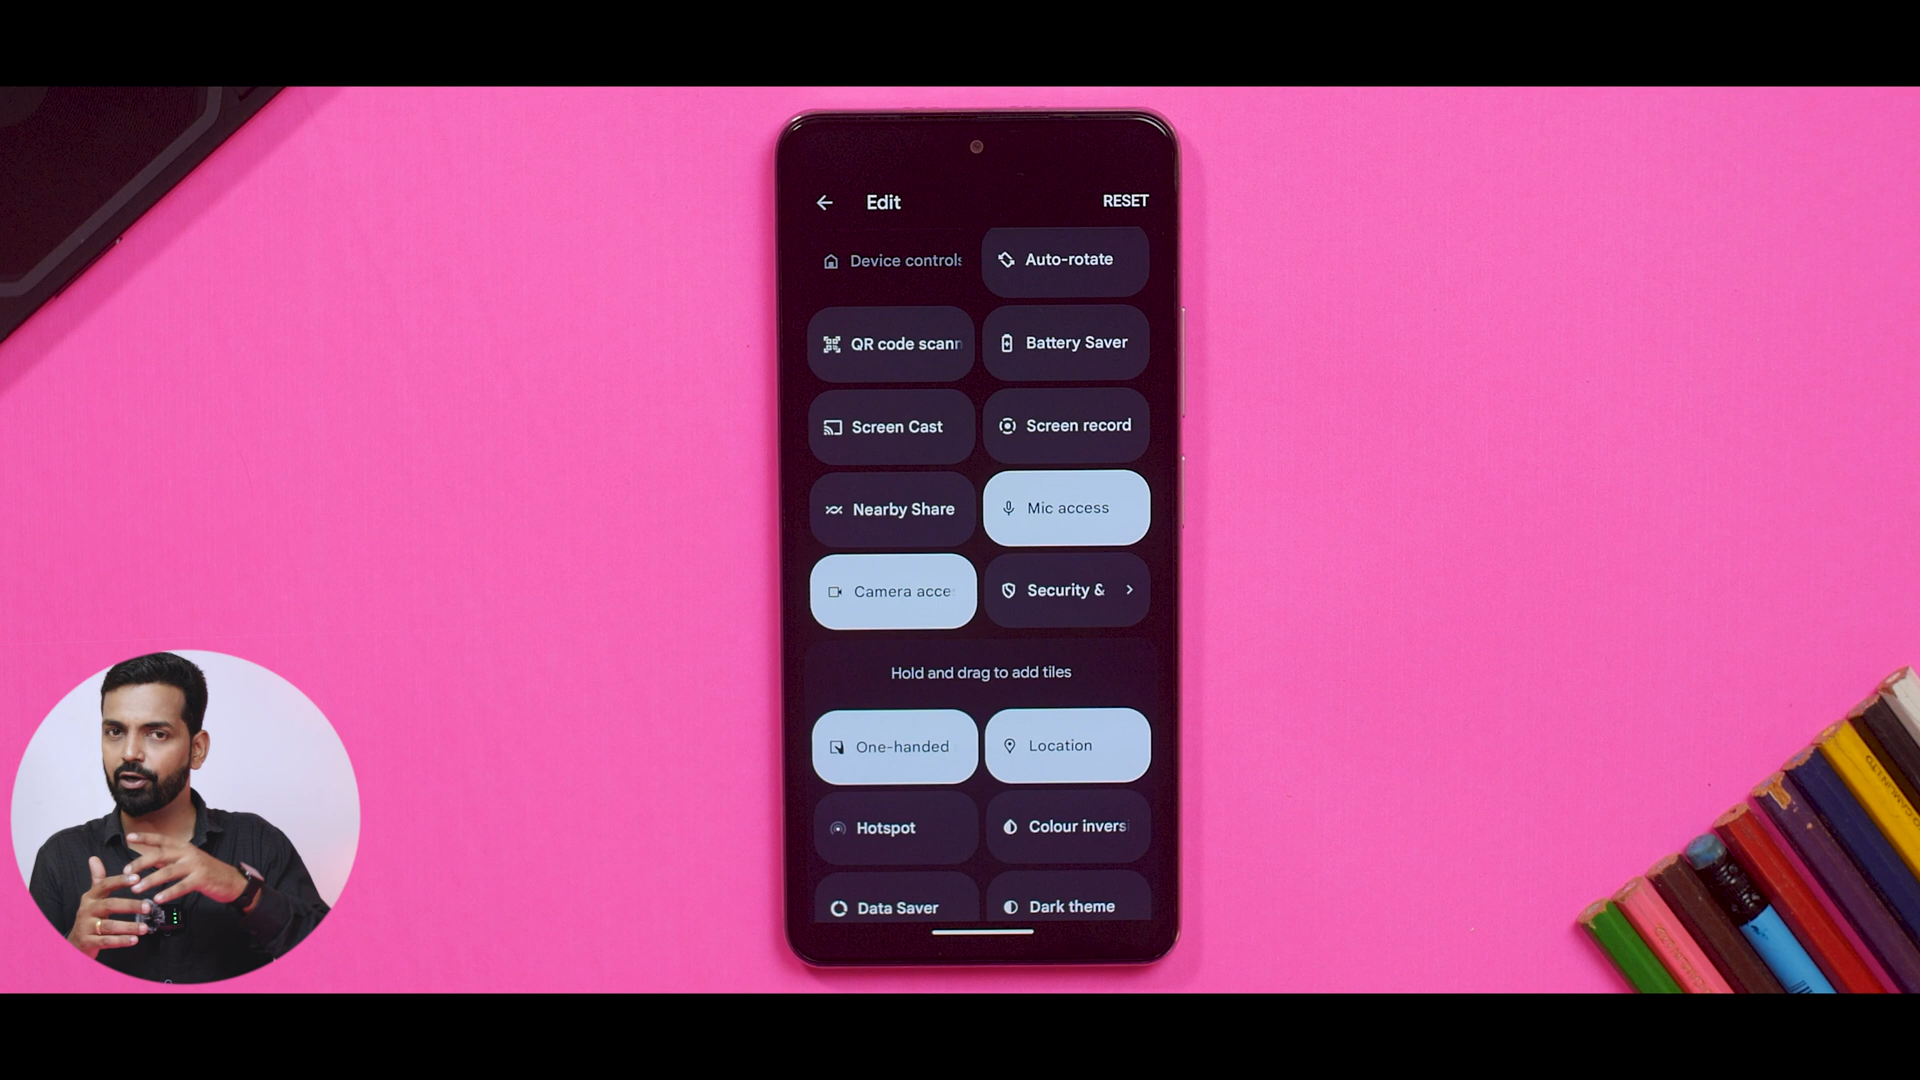 Edit
RESET
Device controls
Auto-rotate
QR code scann
Battery Saver
Screen Cast
Screen record
Nearby Share
Mic access
Camera acce
Security &
Hold and drag to add tiles
One-handed
Location
Hotspot
Colour invers
Data Saver
Dark theme